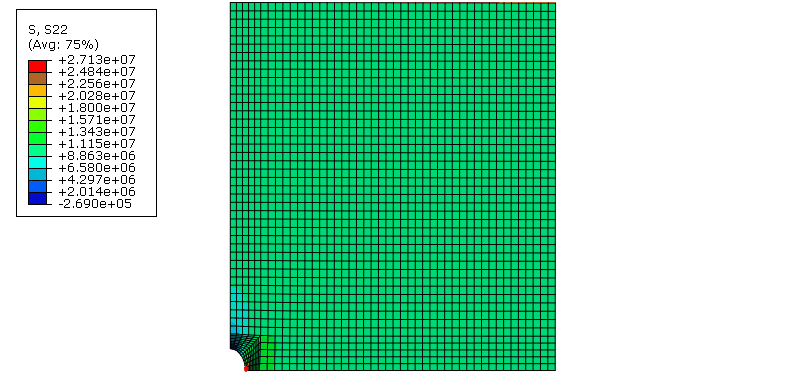 S, S22
(Avg: 75%)
+2.713e+07
+2.484e+07
+2.256e+07
+2.028e+07
+1.800e+07
+1.571e+07
+1.343e+07
+1.115e+07
+8.863e+06
+6.580e+06
+4.297e+06
+2.014e+06
-2.690e+05